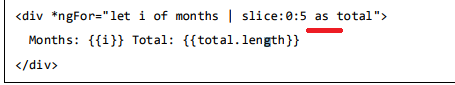 <div *ngFor="let i of months | slice:0:5 as total">
Months: {{i}} Total: {{total.length}}
</div>